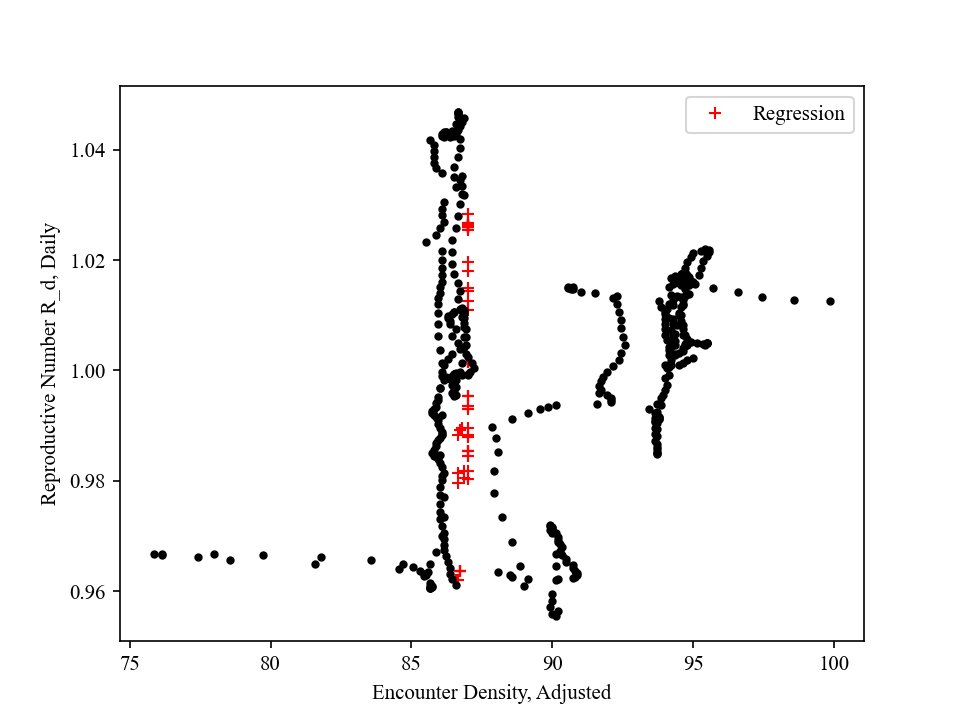 Regression
1.04
1.02
1.00
0.98
0.96
Reproductive Number R_d, Daily
75 80 85 90 95 100
Encounter Density, Adjusted